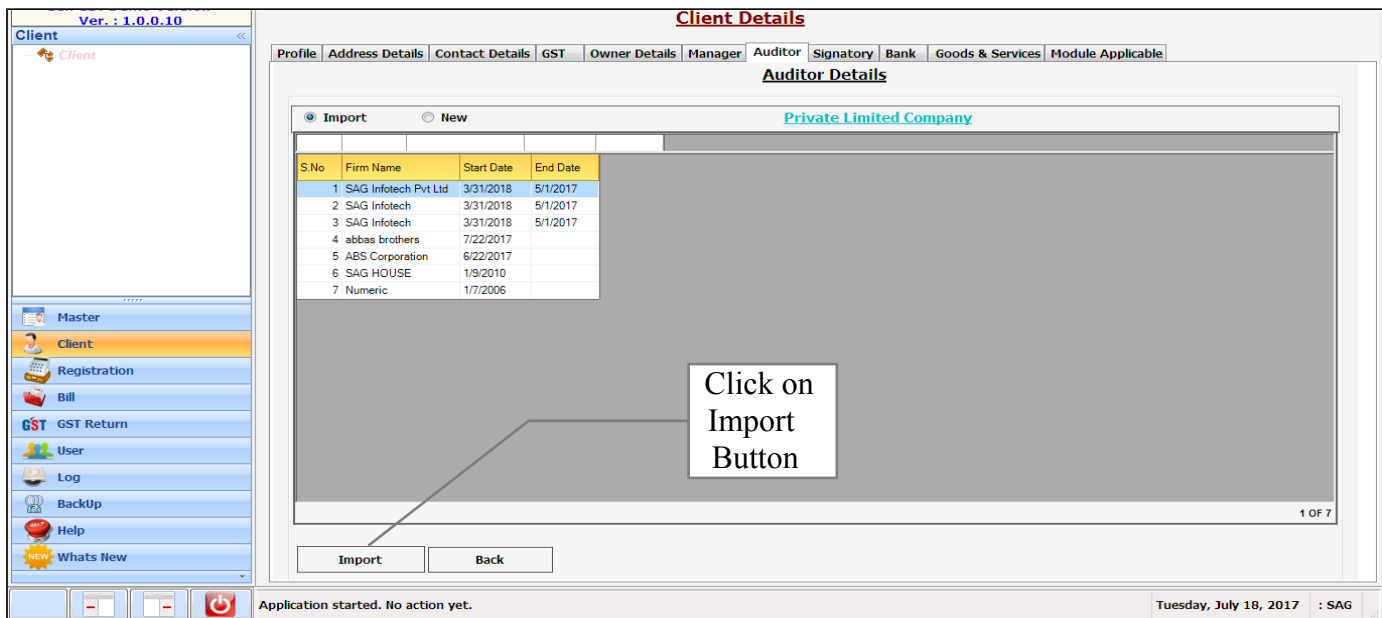 Ver. : 1.0.0.10
Client «
Client
Master
Client
Registration
Bill
GST GST Return
User
Log
BackUp
HELP Help
NEW Whats New
Client Details
Profile Address Details Contact Details GST Owner Details Manager Auditor Signatory Bank Goods & Services Module Applicable
Auditor Details
Import New Private Limited Company
S.No Firm Name Start Date End Date
1 SAG Infotech Pvt Ltd 3/31/2018 5/1/2017
2 SAG Infotech 3/31/2018 5/1/2017
3 SAG Infotech 3/31/2018 5/1/2017
4 abbas brothers 7/22/2017
5 ABS Corporation 6/22/2017
6 SAG HOUSE 1/9/2010
7 Numeric 1/7/2006
Click on
Import
Button
1 OF 7
Import Back
Application started. No action yet. Tuesday, July 18, 2017 : SAG